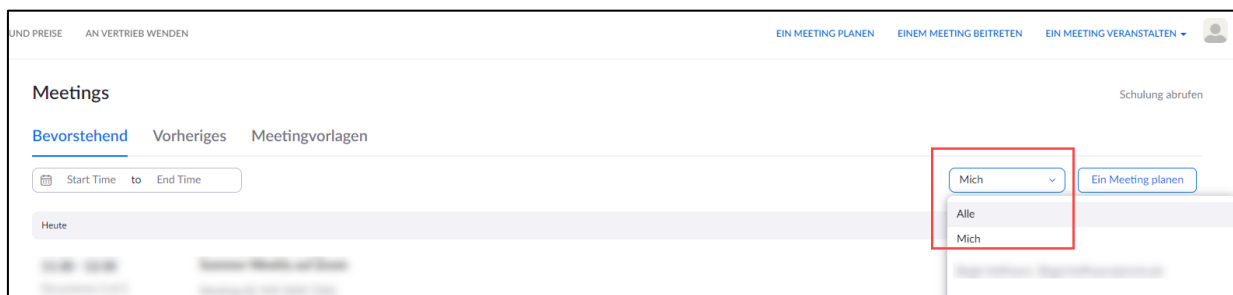 UND PREISE AN VERTRIEB WENDEN EIN MEETING PLANEN EINEM MEETING BEITRETEN EIN MEETING VERANSTALTEN
Meetings Schulung abrufen
Bevorstehend Vorheriges Meetingvorlagen
Start Time to End Time Mich Ein Meeting planen
Alle
Heute
Mich